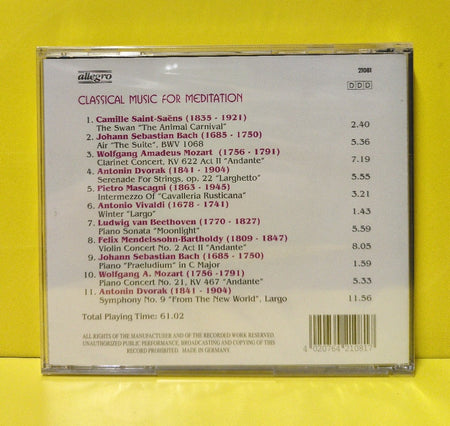 allegro
21081
DDD
CLASSICAL MUSIC FOR MEDITATION
1. Camille Saint-Saëns (1835 - 1921)
The Swan "The Animal Carnival" 2.40
2. Johann Sebastian Bach (1685 - 1750)
Air "The Suite", BWV 1068 5.36
3. Wolfgang Amadeus Mozart (1756 - 1791)
Clarinet Concert, KV 622 Act II "Andante" 7.19
4. Antonin Dvorak (1841 - 1904)
Serenade For Strings, op. 22 "Larghetto" 5.55
5. Pietro Mascagni (1863 - 1945)
Intermezzo Of "Cavalleria Rusticana" 3.21
6. Antonio Vivaldi (1678 - 1741)
Winter "Largo" 1.43
7. Ludwig van Beethoven (1770 - 1827)
Piano Sonata "Moonlight" 5.59
8. Felix Mendelssohn-Bartholdy (1809 - 1847)
Violin Concert No. 2 Act II "Andante" 8.05
9. Johann Sebastian Bach (1685 - 1750)
Piano "Praeludium" in C Major 1.59
10. Wolfgang A. Mozart (1756 -1791)
Piano Concert No. 21, KV 467 "Andante" 5.33
11. Antonin Dvorak (1841 - 1904)
Symphony No. 9 "From The New World", Largo 11.56
Total Playing Time: 61.02
ALL RIGHTS OF THE MANUFACTURER AND OF THE RECORDED WORK RESERVED.
UNAUTHORIZED PUBLIC PERFORMANCE, BROADCASTING AND COPYING OF THIS
RECORD PROHIBITED. MADE IN GERMANY.
4 020764 210817